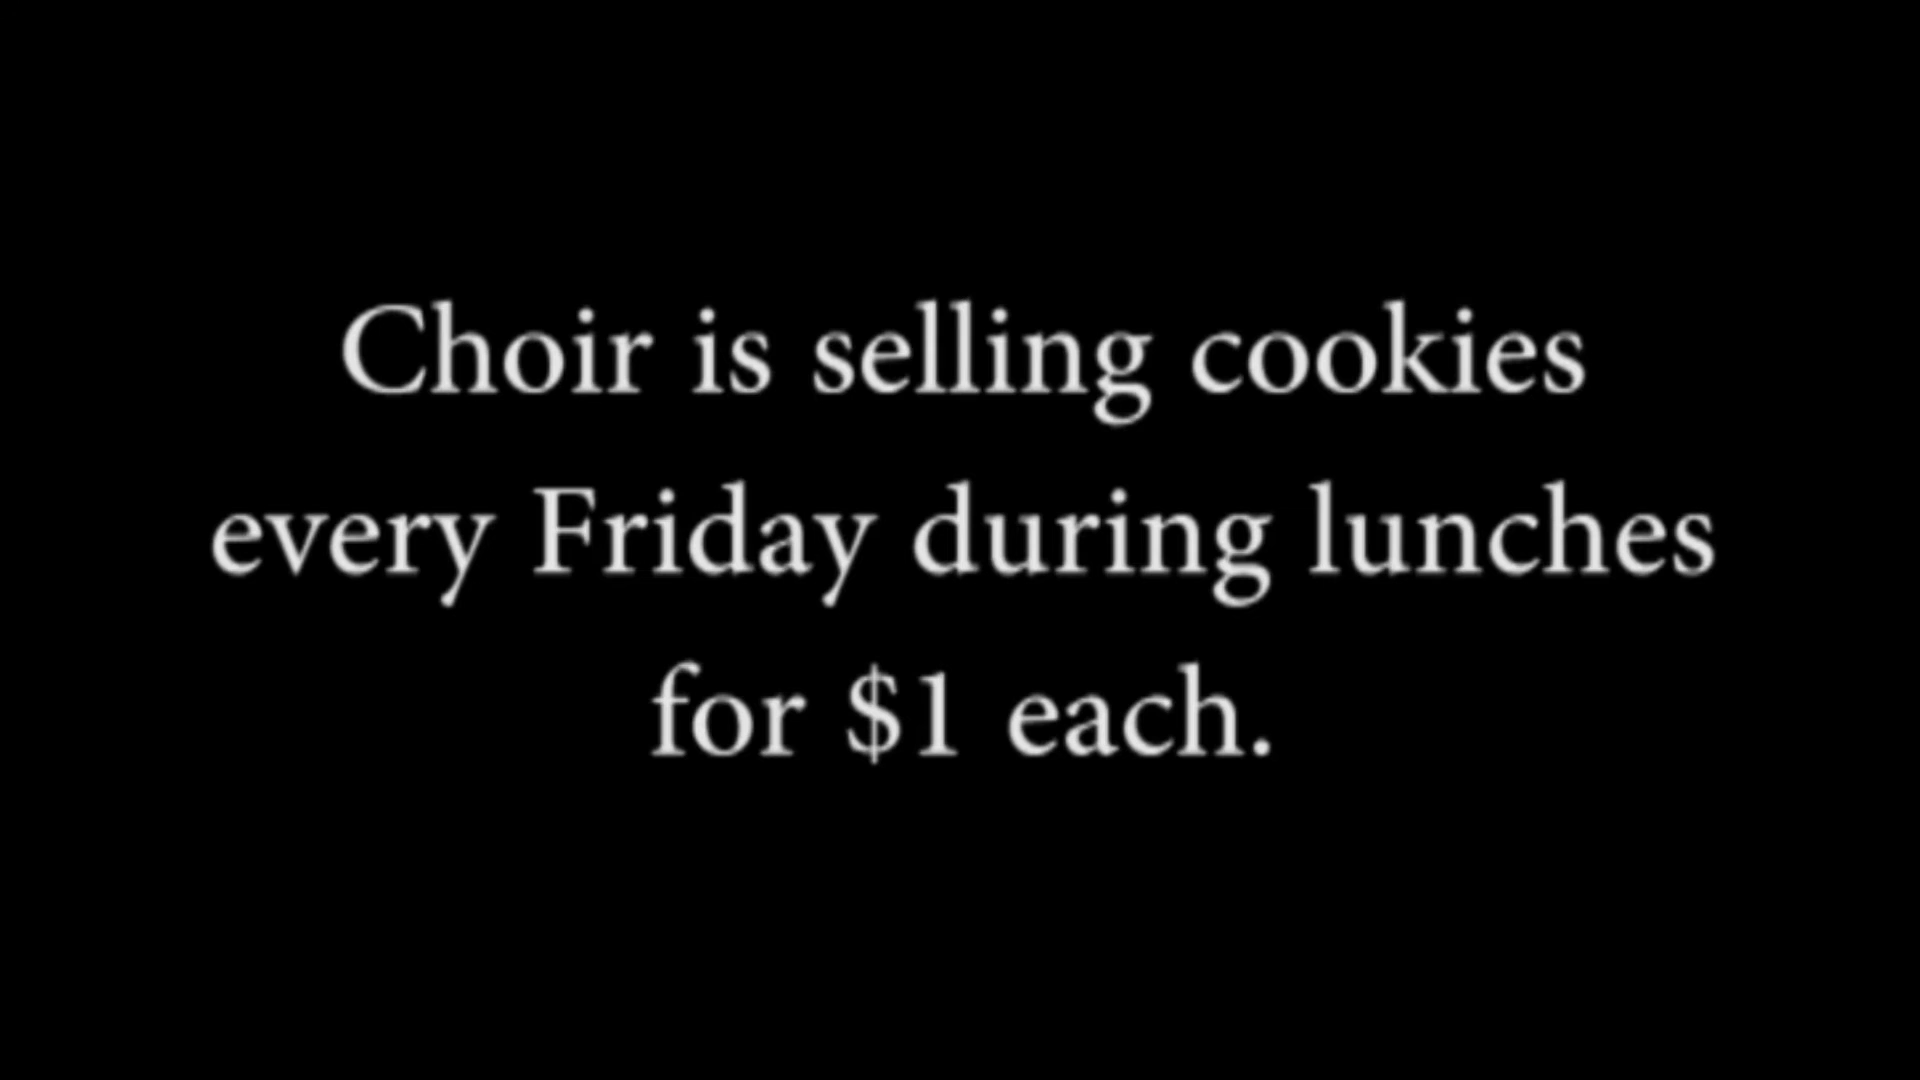 Choir is selling cookies
every Friday during lunches
for $1 each.